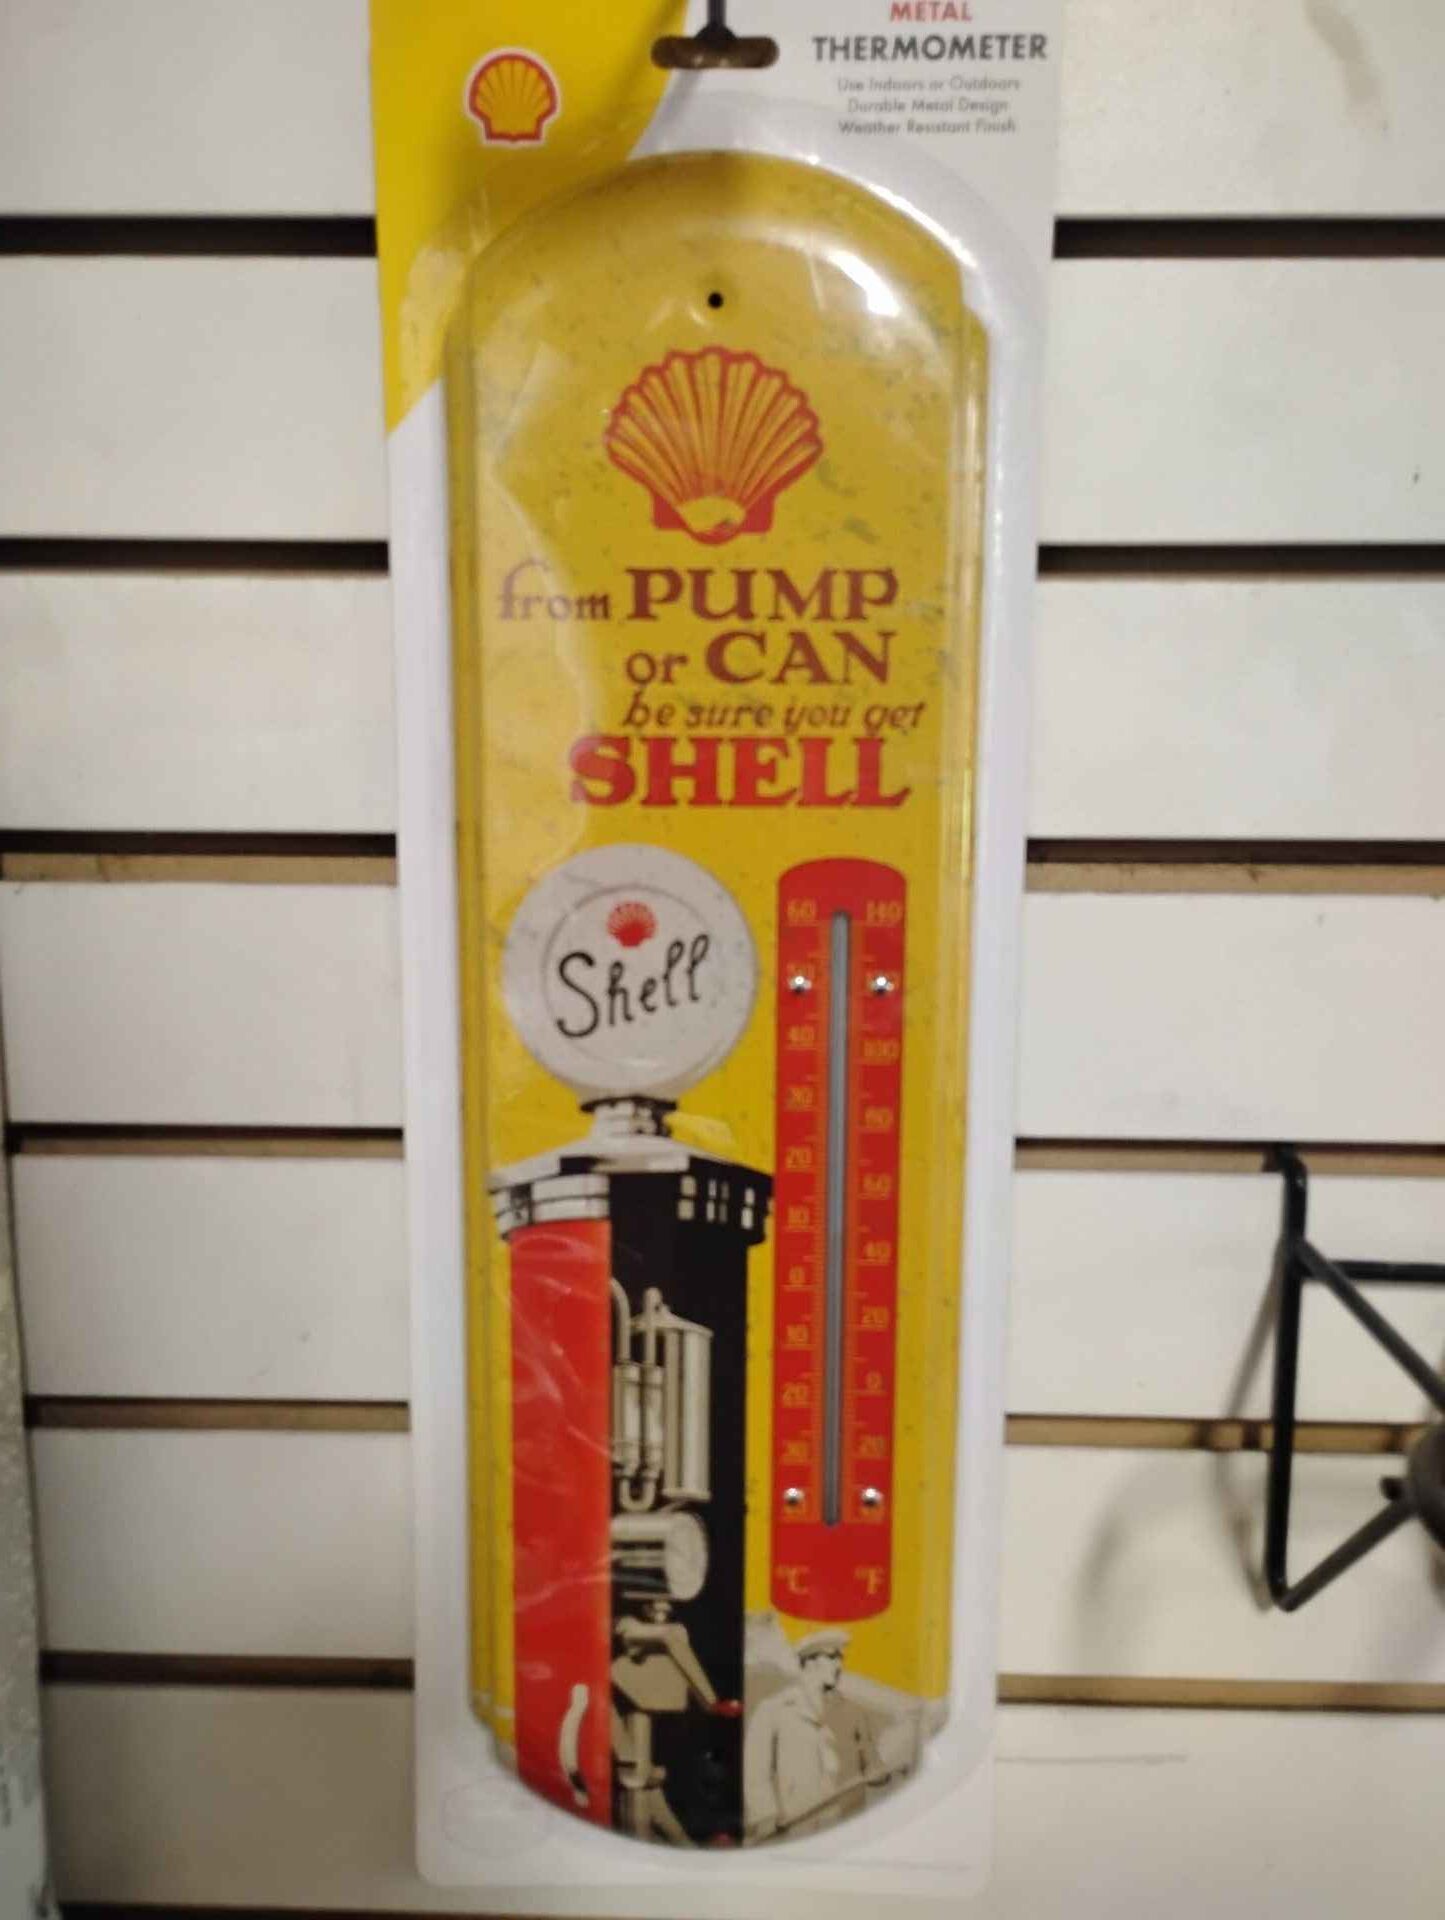 METAL
THERMOMETER
Use Indoors or Outdoors
Durable Metal Design
Weather Resistant Finish
from PUMP
or CAN
be sure you get
SHELL
Shell
60 140
40 100
30 80
20 60
10 40
0 20
10 0
20 20
30
°C °F